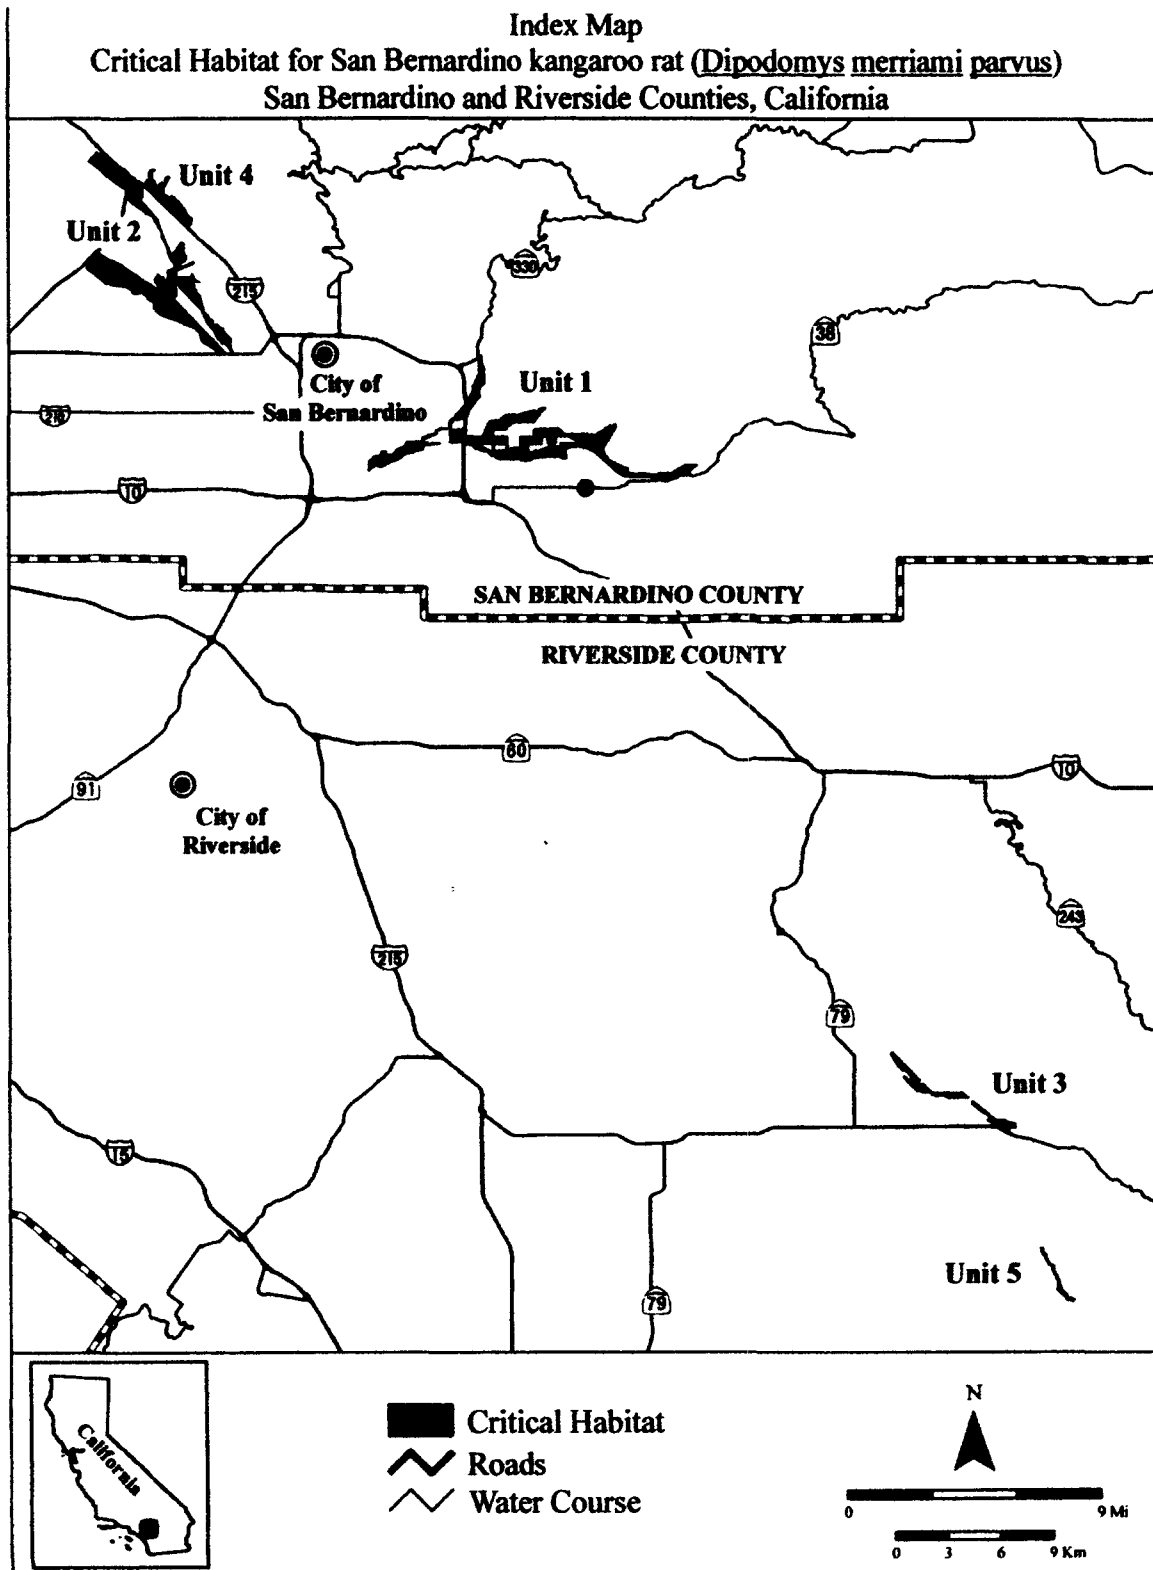 Index Map
Critical Habitat for San Bernardino kangaroo rat (Dipodomys merriami parvus)
San Bernardino and Riverside Counties, California
Unit 4
Unit 2
330
215
38
City of
San Bernardino
Unit 1
216
10
SAN BERNARDINO COUNTY
RIVERSIDE COUNTY
60
10
91
City of
Riverside
243
215
79
Unit 3
15
Unit 5
79
California
Critical Habitat
Roads
Water Course
N
0 9 Mi
0 3 6 9 Km